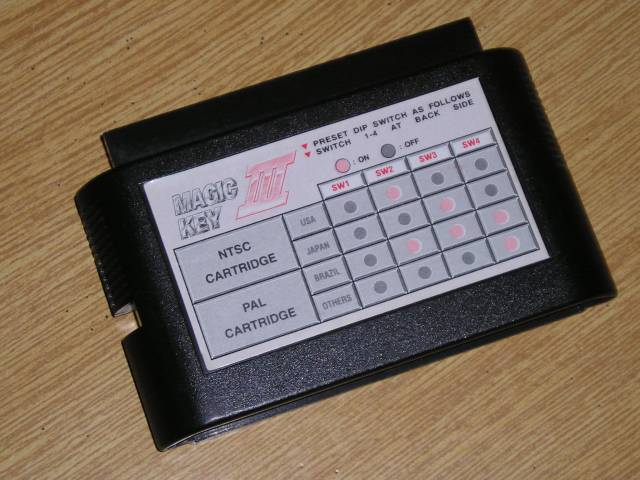 PRESET DIP SWITCH AS FOLLOWS
SWITCH 1-4 AT BACK SIDE
: ON : OFF
MAGIC
KEY
III
SW1 SW2 SW3 SW4
NTSC
CARTRIDGE
USA
JAPAN
PAL
CARTRIDGE
BRAZIL
OTHERS